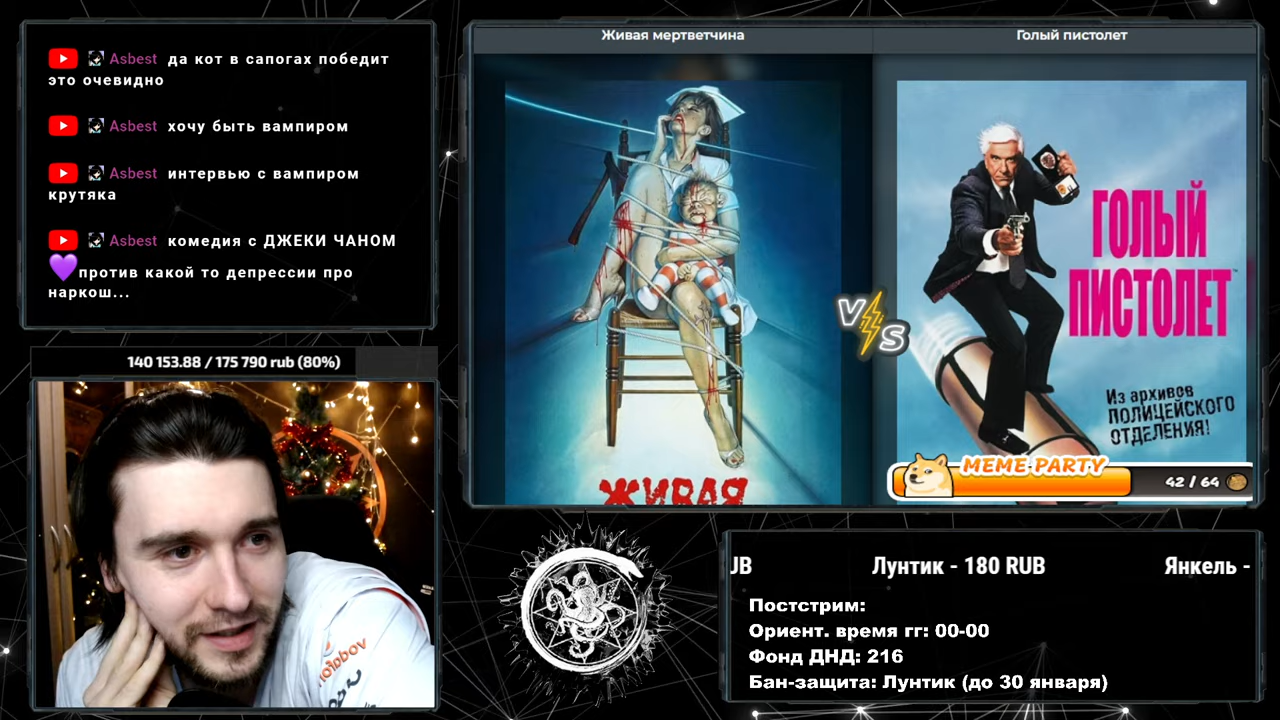 Asbest да кот в сапогах победит
это очевидно
Asbest хочу быть вампиром
Asbest интервью с вампиром
крутяка
Asbest комедия с ДЖЕКИ ЧАНОМ
против какой то депрессии про
наркош...
140 153.88 / 175 790 rub (80%)
Живая мертветчина
Голый пистолет
ЖИВАЯ
VS
ГОЛЫЙ
ПИСТОЛЕТ
Из архивов
ПОЛИЦЕЙСКОГО
ОТДЕЛЕНИЯ!
MEME PARTY
42 / 64
JB Лунтик - 180 RUB Янкель -
Постстрим:
Ориент. время гг: 00-00
Фонд ДНД: 216
Бан-защита: Лунтик (до 30 января)